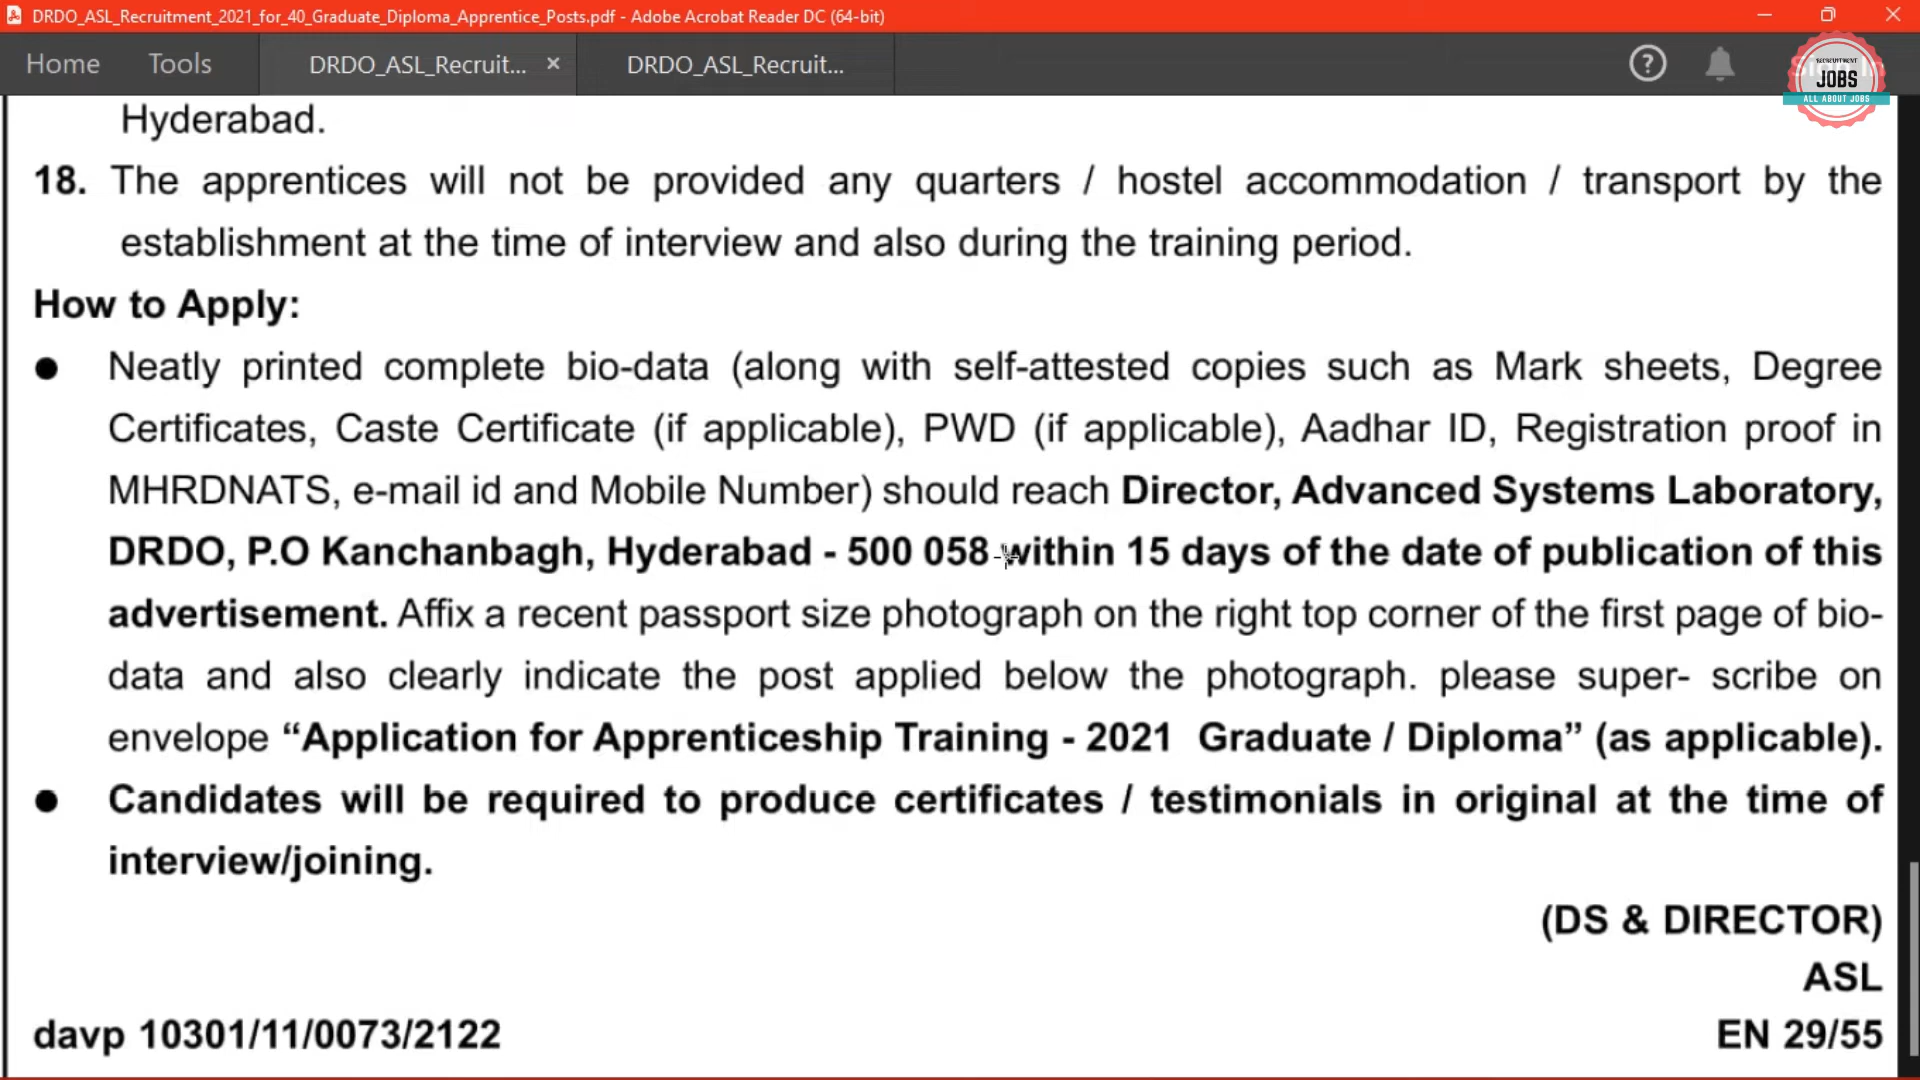 DRDO_ASL_Recruitment_2021_for_40_Graduate_Diploma_Apprentice_Posts.pdf - Adobe Acrobat Reader DC (64-bit)
Home Tools DRDO_ASL_Recruit... × DRDO_ASL_Recruit...
RECRUITMENT
JOBS
ALL ABOUT JOBS
Hyderabad.
18. The apprentices will not be provided any quarters / hostel accommodation / transport by the
establishment at the time of interview and also during the training period.
How to Apply:
● Neatly printed complete bio-data (along with self-attested copies such as Mark sheets, Degree
Certificates, Caste Certificate (if applicable), PWD (if applicable), Aadhar ID, Registration proof in
MHRDNATS, e-mail id and Mobile Number) should reach Director, Advanced Systems Laboratory,
DRDO, P.O Kanchanbagh, Hyderabad - 500 058 within 15 days of the date of publication of this
advertisement. Affix a recent passport size photograph on the right top corner of the first page of bio-
data and also clearly indicate the post applied below the photograph. please super- scribe on
envelope “Application for Apprenticeship Training - 2021 Graduate / Diploma” (as applicable).
● Candidates will be required to produce certificates / testimonials in original at the time of
interview/joining.
(DS & DIRECTOR)
ASL
davp 10301/11/0073/2122 EN 29/55